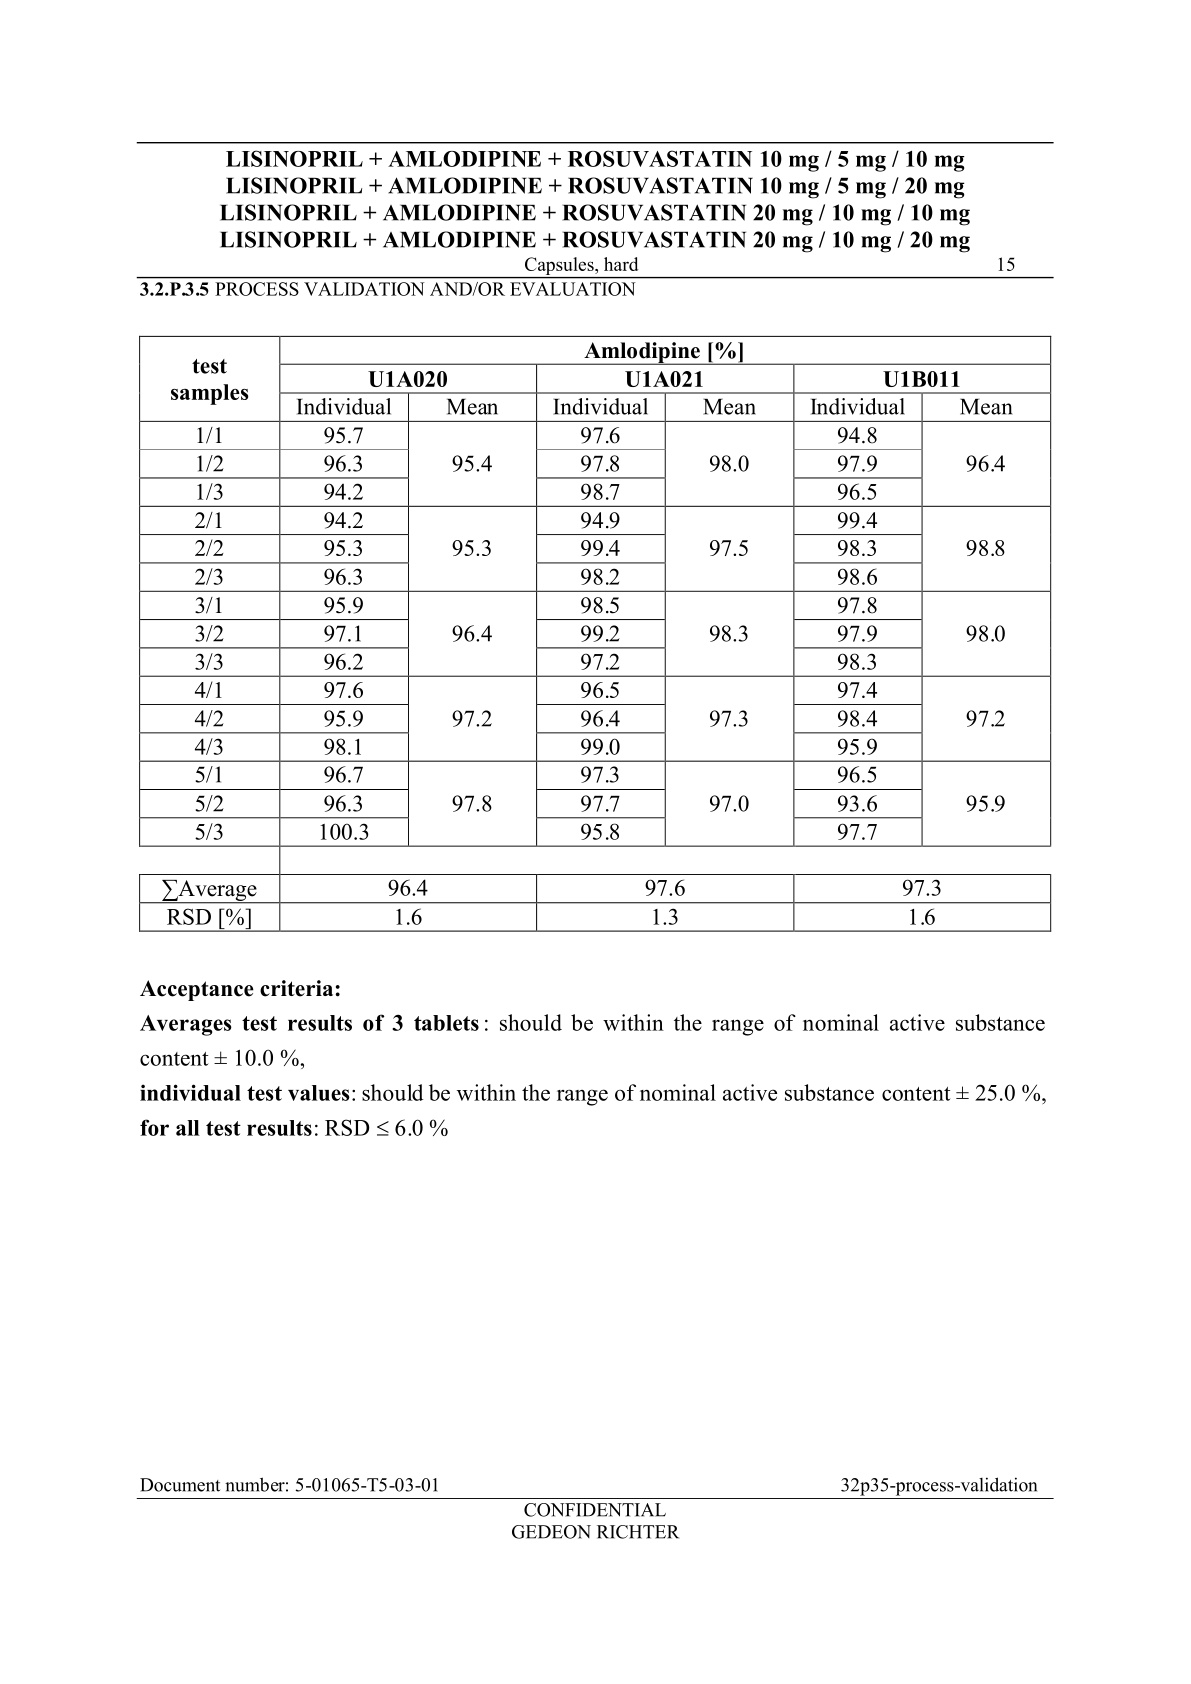 LISINOPRIL + AMLODIPINE + ROSUVASTATIN 10 mg / 5 mg / 10 mg
LISINOPRIL + AMLODIPINE + ROSUVASTATIN 10 mg / 5 mg / 20 mg
LISINOPRIL + AMLODIPINE + ROSUVASTATIN 20 mg / 10 mg / 10 mg
LISINOPRIL + AMLODIPINE + ROSUVASTATIN 20 mg / 10 mg / 20 mg
Capsules, hard 15
3.2.P.3.5 PROCESS VALIDATION AND/OR EVALUATION
test samples Amlodipine [%]
U1A020 U1A021 U1B011
Individual Mean Individual Mean Individual Mean
1/1 95.7 97.6 94.8
1/2 96.3 95.4 97.8 98.0 97.9 96.4
1/3 94.2 98.7 96.5
2/1 94.2 94.9 99.4
2/2 95.3 95.3 99.4 97.5 98.3 98.8
2/3 96.3 98.2 98.6
3/1 95.9 98.5 97.8
3/2 97.1 96.4 99.2 98.3 97.9 98.0
3/3 96.2 97.2 98.3
4/1 97.6 96.5 97.4
4/2 95.9 97.2 96.4 97.3 98.4 97.2
4/3 98.1 99.0 95.9
5/1 96.7 97.3 96.5
5/2 96.3 97.8 97.7 97.0 93.6 95.9
5/3 100.3 95.8 97.7
∑Average 96.4 97.6 97.3
RSD [%] 1.6 1.3 1.6
Acceptance criteria:
Averages test results of 3 tablets : should be within the range of nominal active substance
content ± 10.0 %,
individual test values: should be within the range of nominal active substance content ± 25.0 %,
for all test results: RSD ≤ 6.0 %
Document number: 5-01065-T5-03-01 32p35-process-validation
CONFIDENTIAL
GEDEON RICHTER